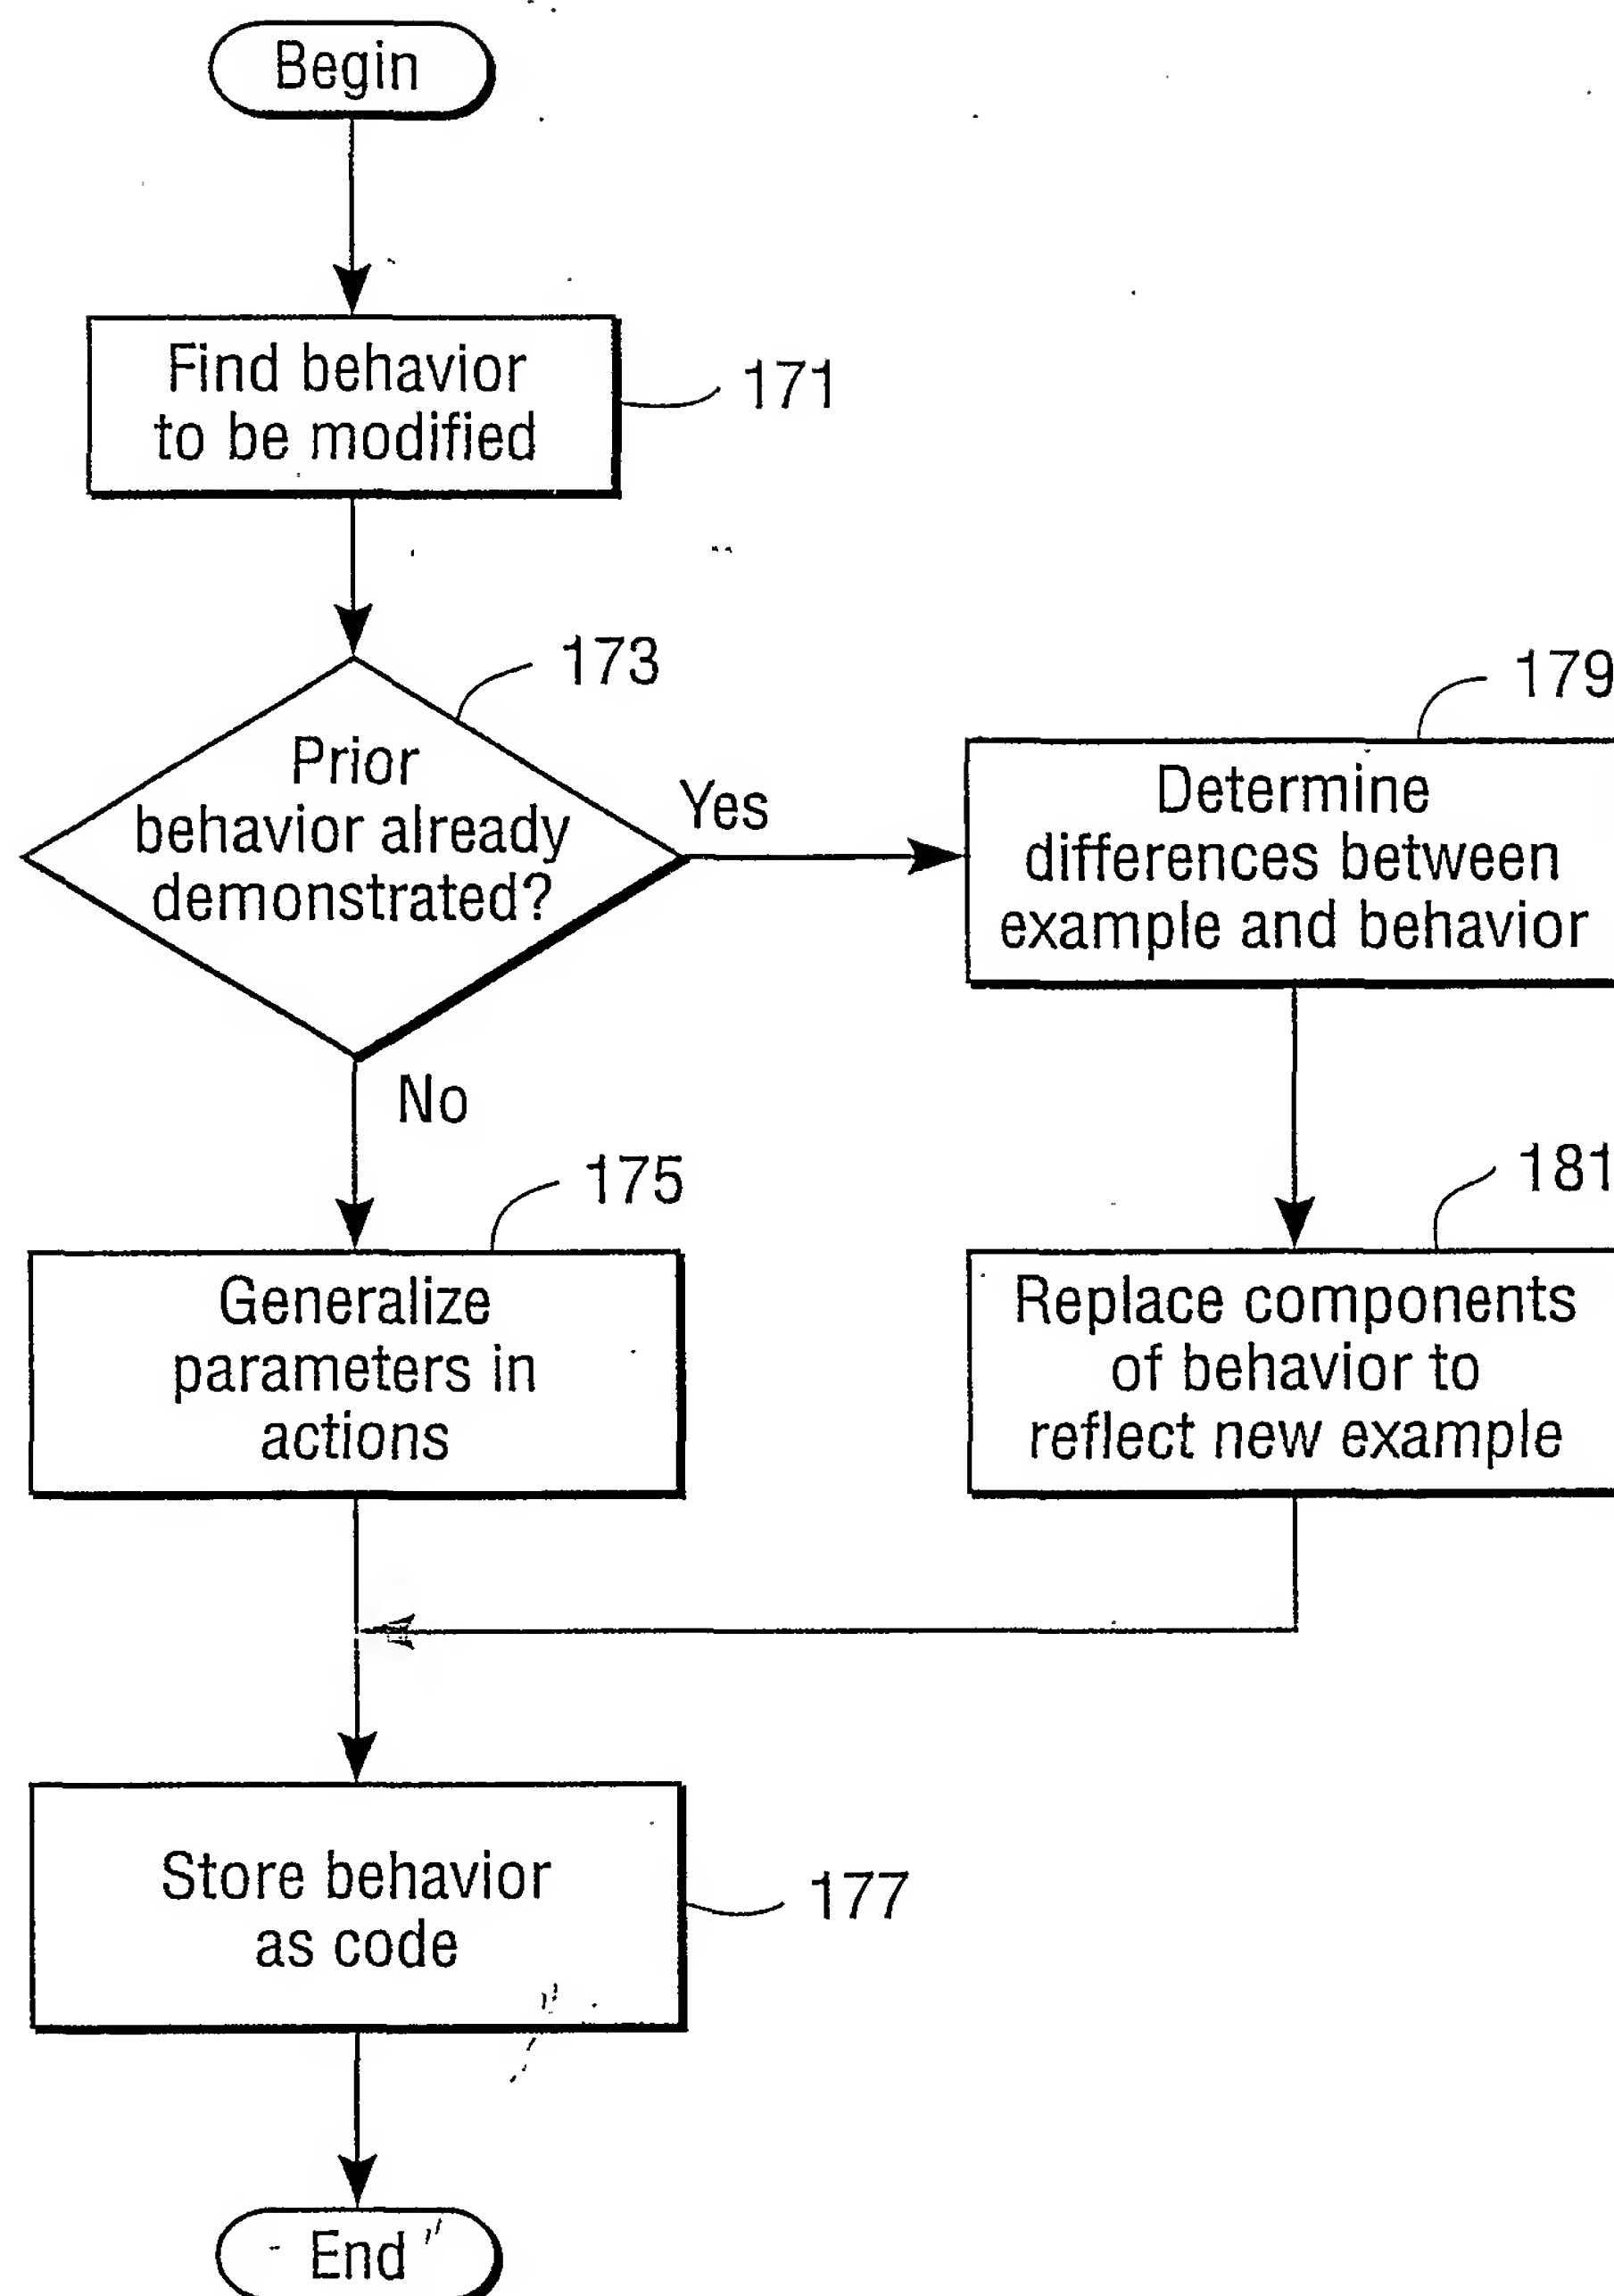 Begin
Find behavior
to be modified
171
173
Prior
behavior already
demonstrated?
Yes
No
179
Determine
differences between
example and behavior
175
Generalize
parameters in
actions
181
Replace components
of behavior to
reflect new example
Store behavior
as code
177
End